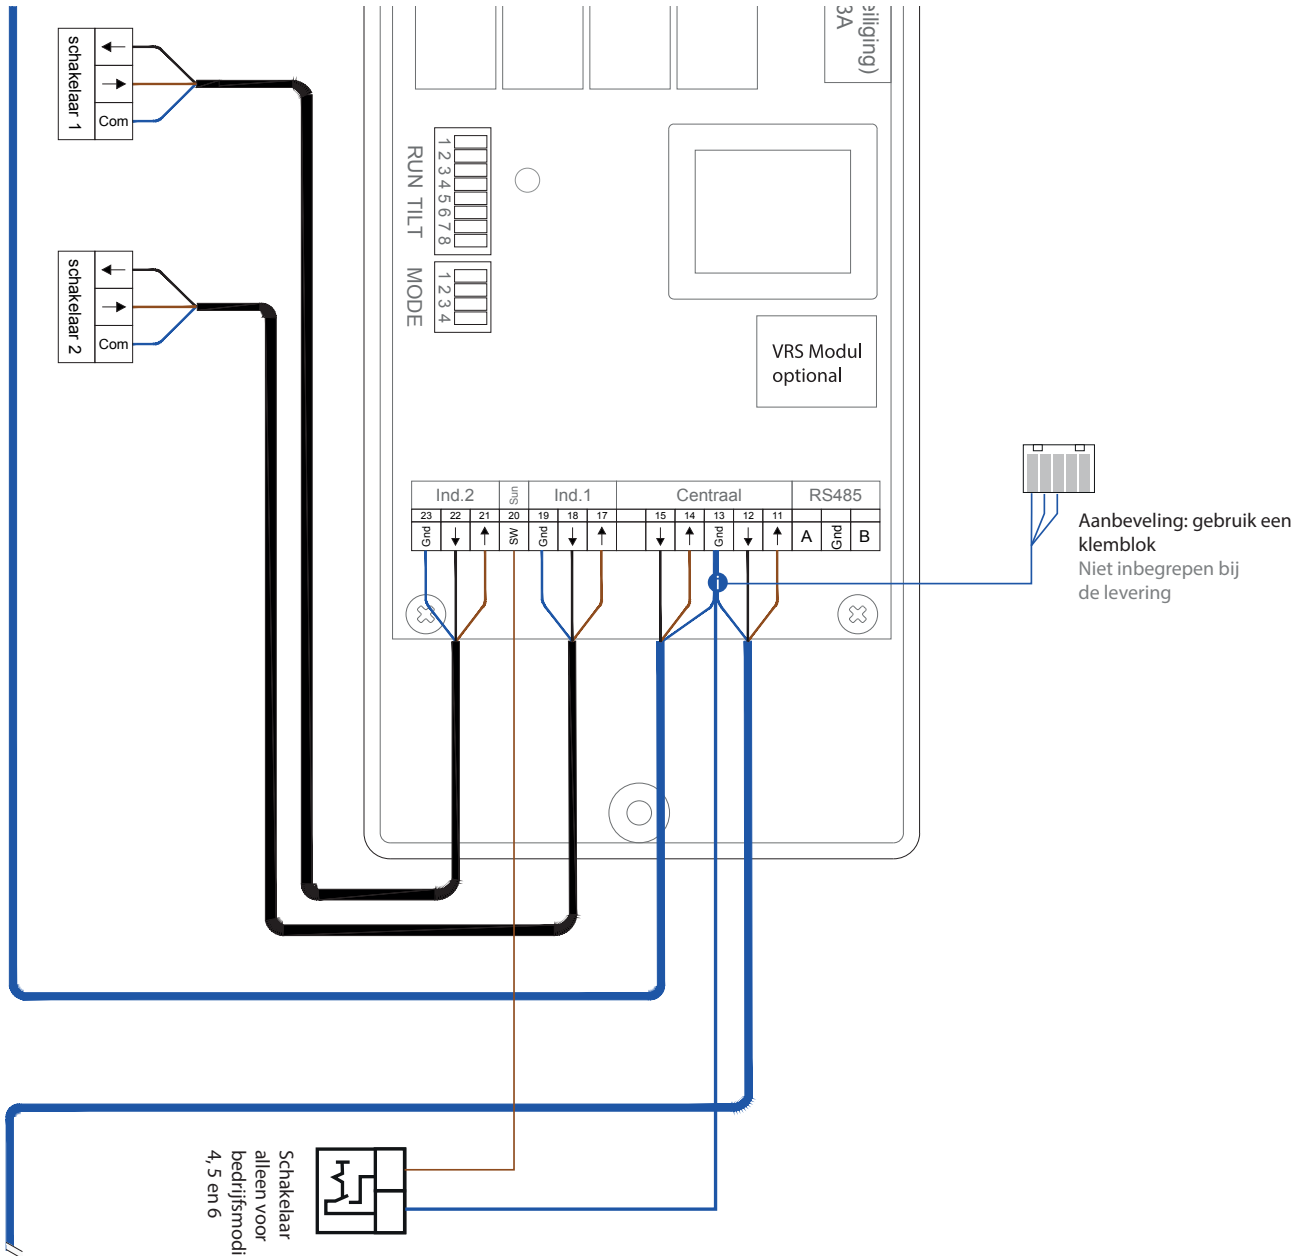 eiliging)
3A
schakelaar 1
Com
RUN TILT
1 2 3 4 5 6 7 8
MODE
1 2 3 4
schakelaar 2
Com
VRS Modul
optional
Ind.2
Sun
Ind.1
Centraal
RS485
23 22 21 20 19 18 17 15 14 13 12 11
Gnd SW Gnd Gnd A Gnd B
Aanbeveling: gebruik een
klemblok
Niet inbegrepen bij
de levering
Schakelaar
alleen voor
bedrijfsmodi
4, 5 en 6